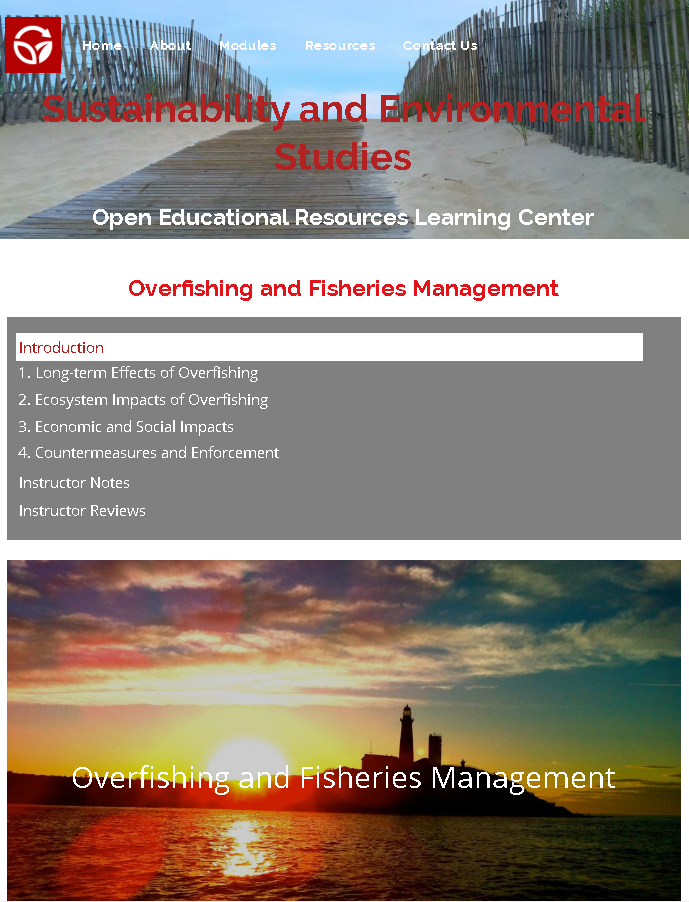 Home About Modules Resources Contact Us
Sustainability and Environmental
Studies
Open Educational Resources Learning Center
Overfishing and Fisheries Management
Introduction
1. Long-term Effects of Overfishing
2. Ecosystem Impacts of Overfishing
3. Economic and Social Impacts
4. Countermeasures and Enforcement
Instructor Notes
Instructor Reviews
Overfishing and Fisheries Management